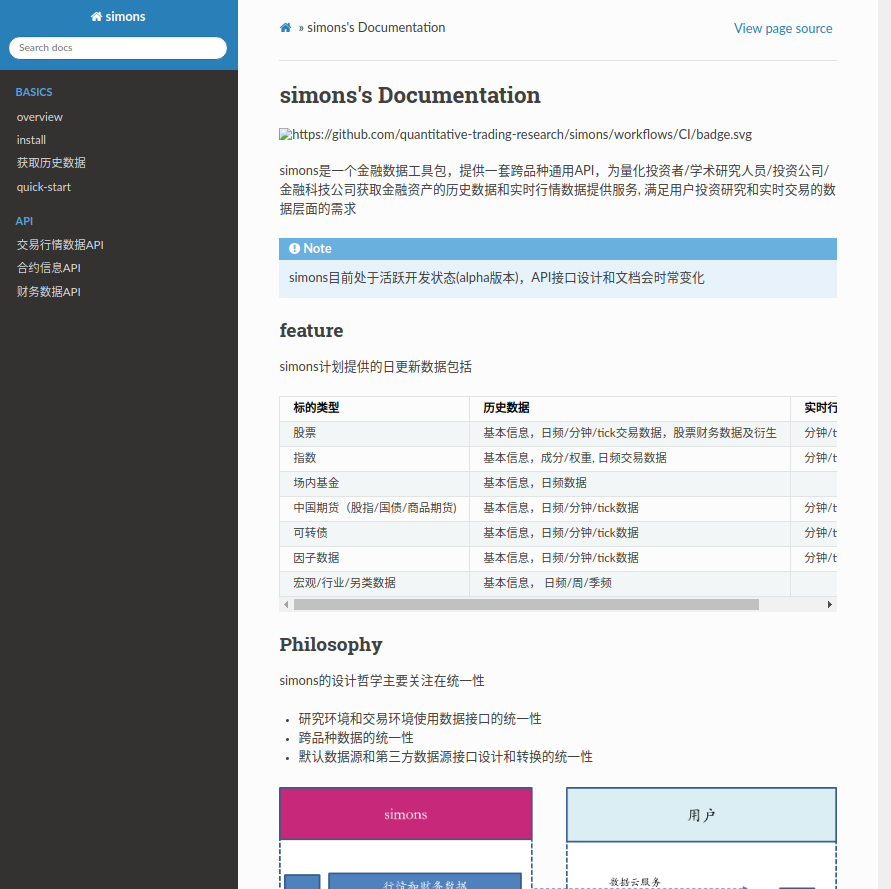 simons
Search docs
BASICS
overview
install
获取历史数据
quick-start
API
交易行情数据API
合约信息API
财务数据API
» simons's Documentation
View page source
simons's Documentation
https://github.com/quantitative-trading-research/simons/workflows/CI/badge.svg
simons是一个金融数据工具包，提供一套跨品种通用API，为量化投资者/学术研究人员/投资公司/
金融科技公司获取金融资产的历史数据和实时行情数据提供服务, 满足用户投资研究和实时交易的数
据层面的需求
Note
simons目前处于活跃开发状态(alpha版本)，API接口设计和文档会时常变化
feature
simons计划提供的日更新数据包括
标的类型 历史数据 实时行
股票 基本信息，日频/分钟/tick交易数据，股票财务数据及衍生 分钟/t
指数 基本信息，成分/权重, 日频交易数据 分钟/t
场内基金 基本信息，日频数据
中国期货（股指/国债/商品期货) 基本信息，日频/分钟/tick数据 分钟/t
可转债 基本信息，日频/分钟/tick数据 分钟/t
因子数据 基本信息，日频/分钟/tick数据 分钟/t
宏观/行业/另类数据 基本信息， 日频/周/季频
Philosophy
simons的设计哲学主要关注在统一性
• 研究环境和交易环境使用数据接口的统一性
• 跨品种数据的统一性
• 默认数据源和第三方数据源接口设计和转换的统一性
simons 用户
行情和财务数据 数据云服务